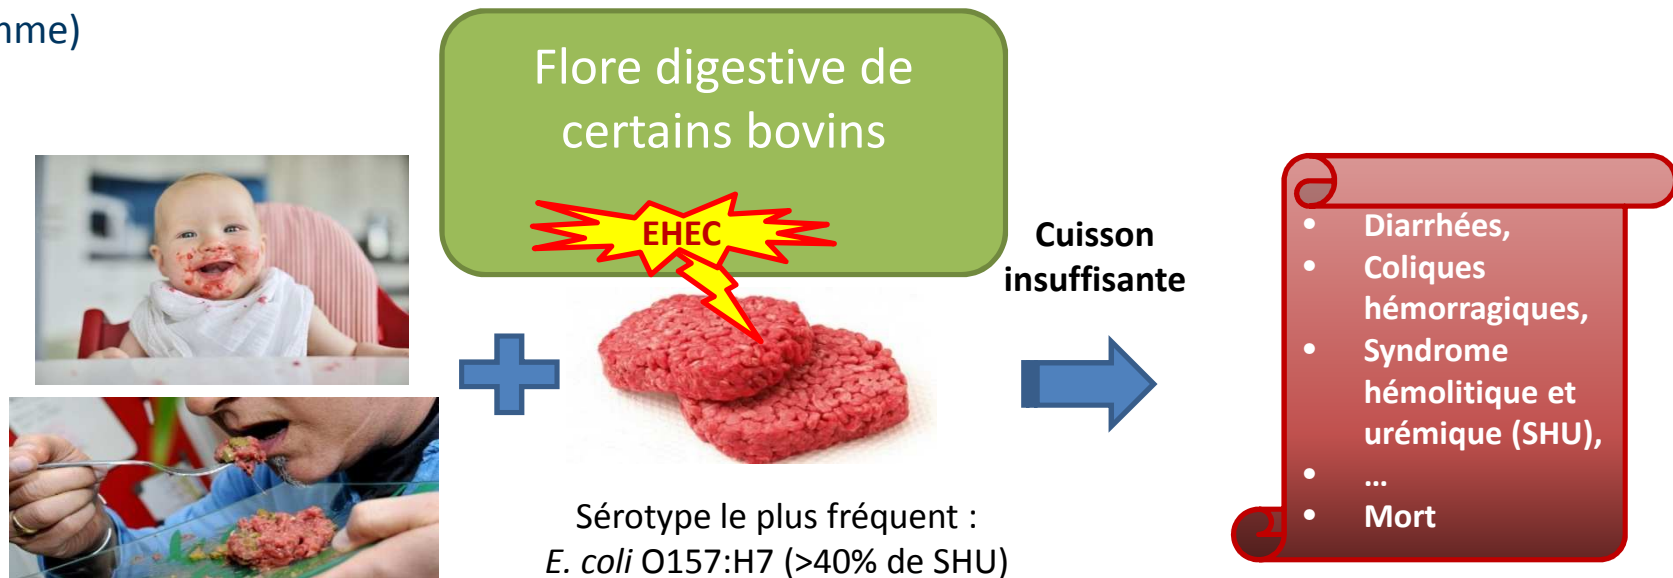 Flore digestive de
certains bovins
EHEC
Cuisson
insuffisante
Sérotype le plus fréquent :
E. coli O157:H7 (>40% de SHU)
• Diarrhées,
• Coliques
hémorragiques,
• Syndrome
hémolitique et
urémique (SHU),
• ...
• Mort